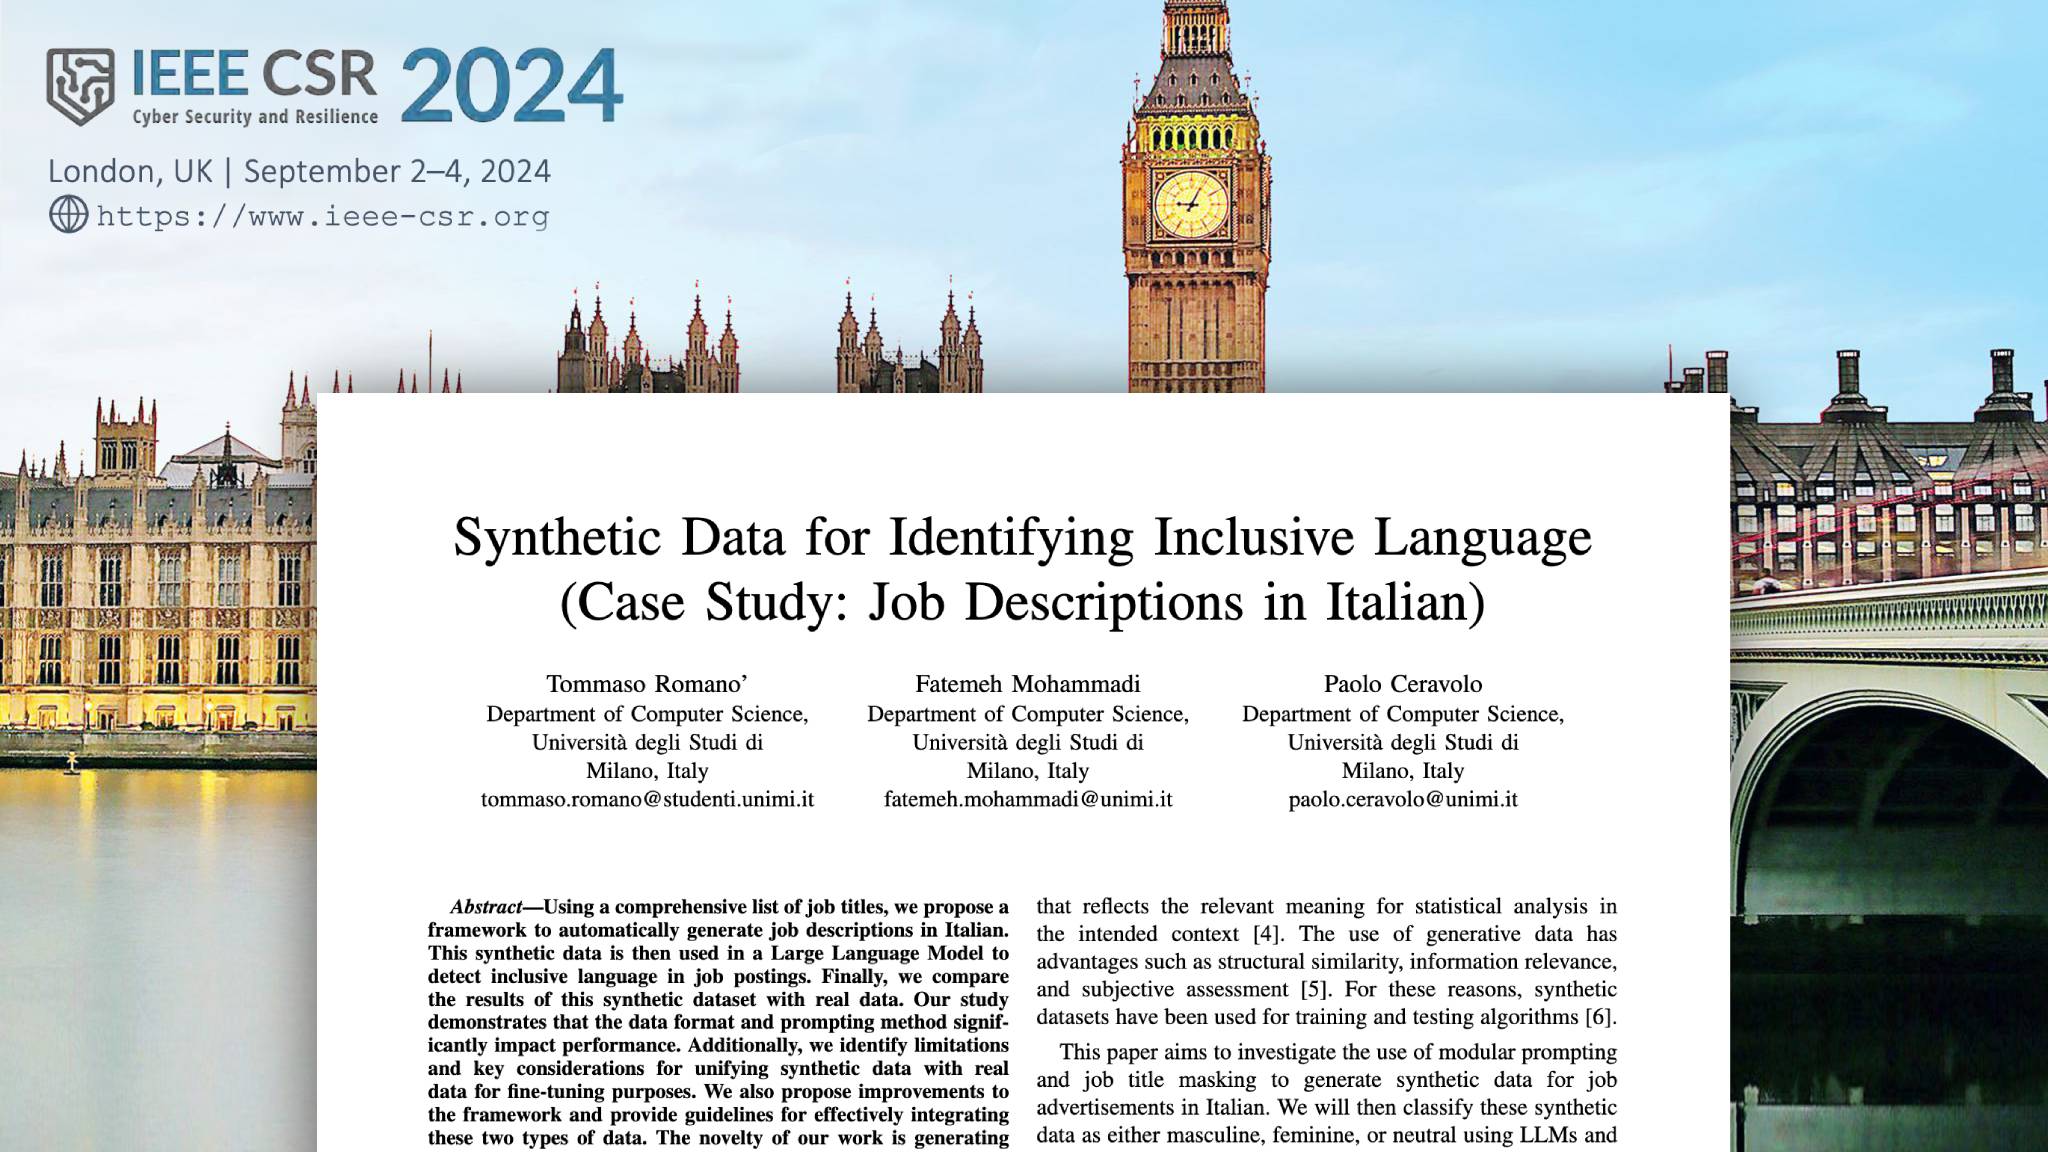 IEEE CSR 2024
Cyber Security and Resilience
London, UK | September 2–4, 2024
https://www.ieee-csr.org
Synthetic Data for Identifying Inclusive Language
(Case Study: Job Descriptions in Italian)
Tommaso Romano’
Department of Computer Science,
Università degli Studi di
Milano, Italy
tommaso.romano@studenti.unimi.it
Fatemeh Mohammadi
Department of Computer Science,
Università degli Studi di
Milano, Italy
fatemeh.mohammadi@unimi.it
Paolo Ceravolo
Department of Computer Science,
Università degli Studi di
Milano, Italy
paolo.ceravolo@unimi.it
Abstract—Using a comprehensive list of job titles, we propose a
framework to automatically generate job descriptions in Italian.
This synthetic data is then used in a Large Language Model to
detect inclusive language in job postings. Finally, we compare
the results of this synthetic dataset with real data. Our study
demonstrates that the data format and prompting method signif-
icantly impact performance. Additionally, we identify limitations
and key considerations for unifying synthetic data with real
data for fine-tuning purposes. We also propose improvements to
the framework and provide guidelines for effectively integrating
these two types of data. The novelty of our work is generating
that reflects the relevant meaning for statistical analysis in
the intended context [4]. The use of generative data has
advantages such as structural similarity, information relevance,
and subjective assessment [5]. For these reasons, synthetic
datasets have been used for training and testing algorithms [6].
This paper aims to investigate the use of modular prompting
and job title masking to generate synthetic data for job
advertisements in Italian. We will then classify these synthetic
data as either masculine, feminine, or neutral using LLMs and